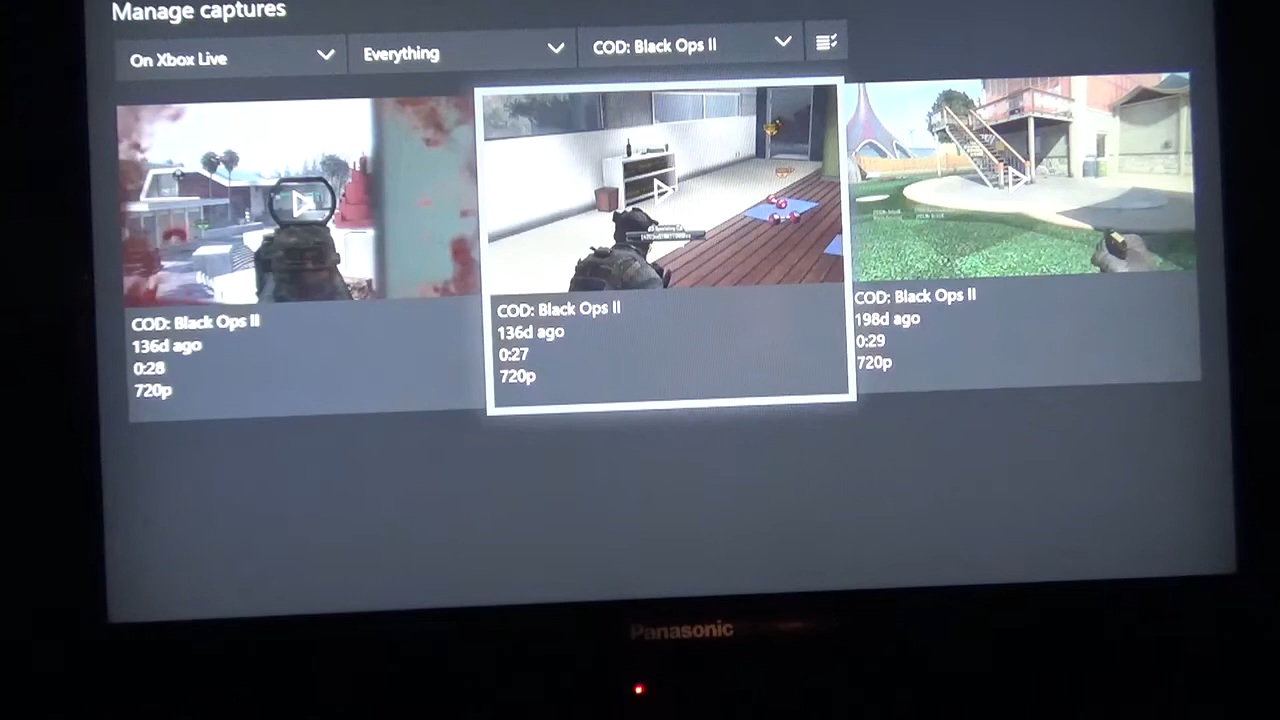 Manage captures
On Xbox Live
Everything
COD: Black Ops II
COD: Black Ops II
136d ago
0:28
720p
COD: Black Ops II
136d ago
0:27
720p
COD: Black Ops II
198d ago
0:29
720p
Panasonic